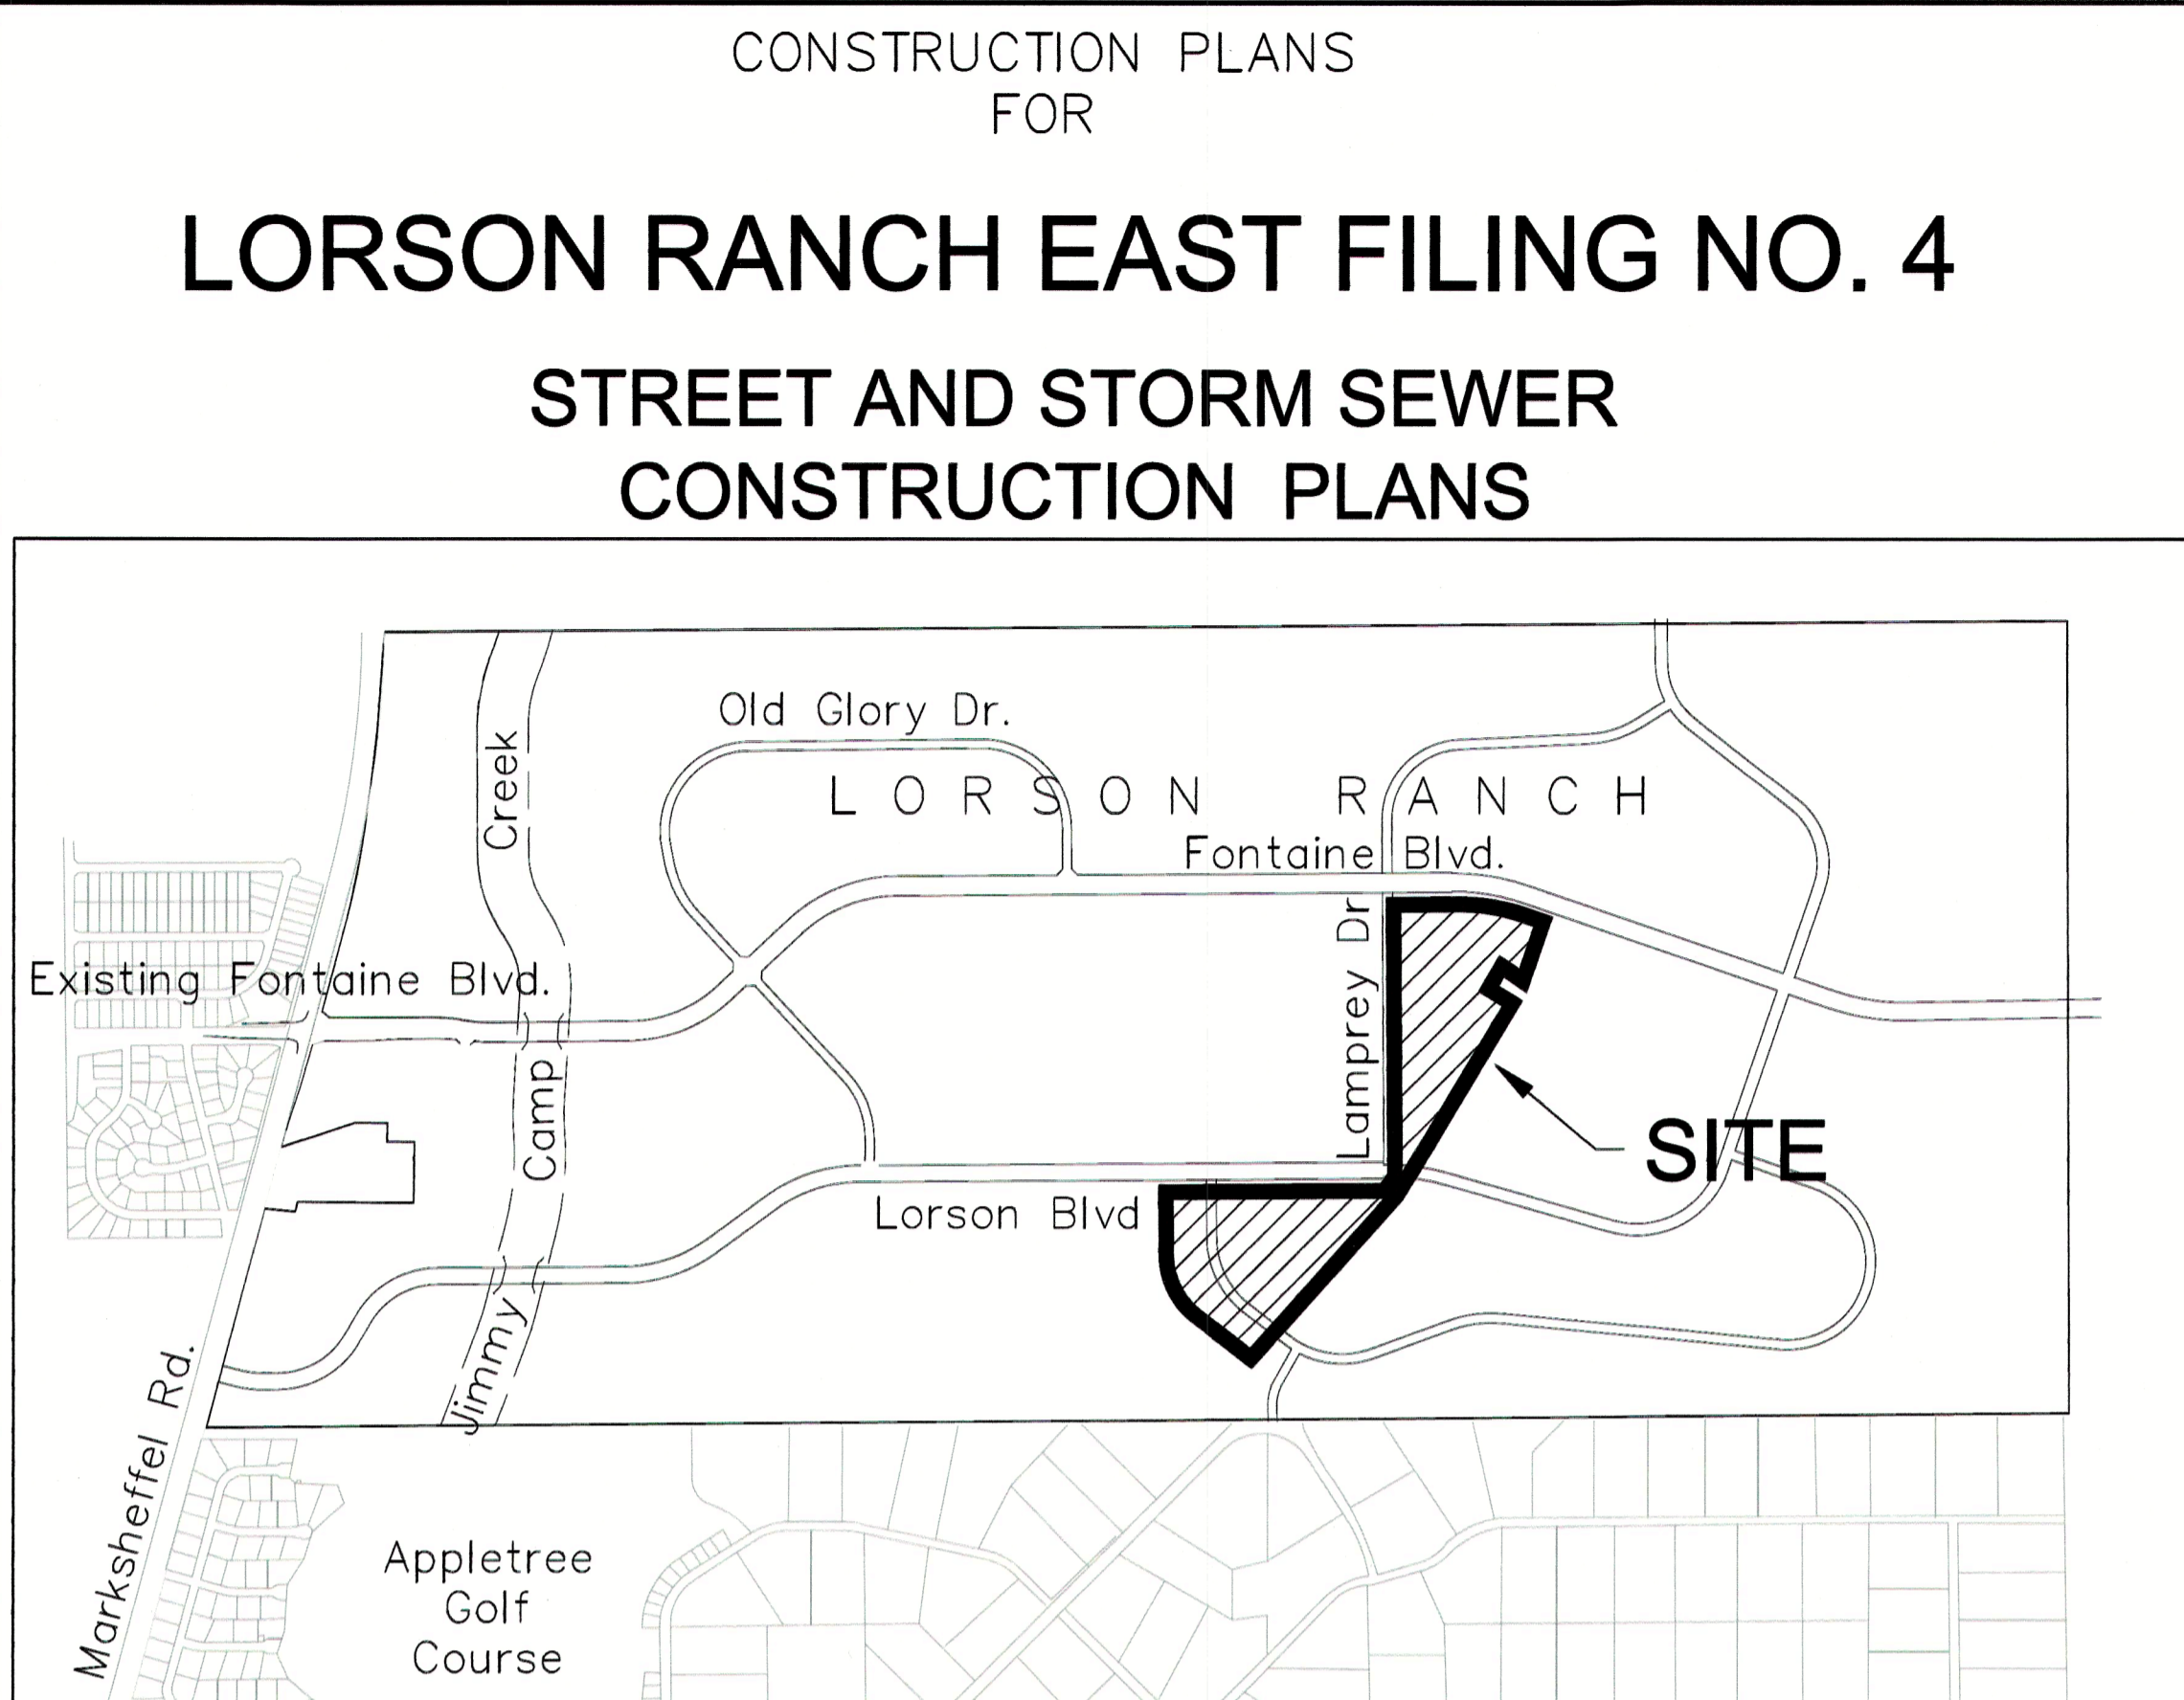 CONSTRUCTION PLANS
FOR
LORSON RANCH EAST FILING NO. 4
STREET AND STORM SEWER
CONSTRUCTION PLANS
Old Glory Dr.
Creek
LORSON RANCH
Fontaine Blvd.
Lamprey Dr
Existing Fontaine Blvd.
Camp
SITE
Lorson Blvd
Jimmy
Marksheffel Rd.
Appletree
Golf
Course